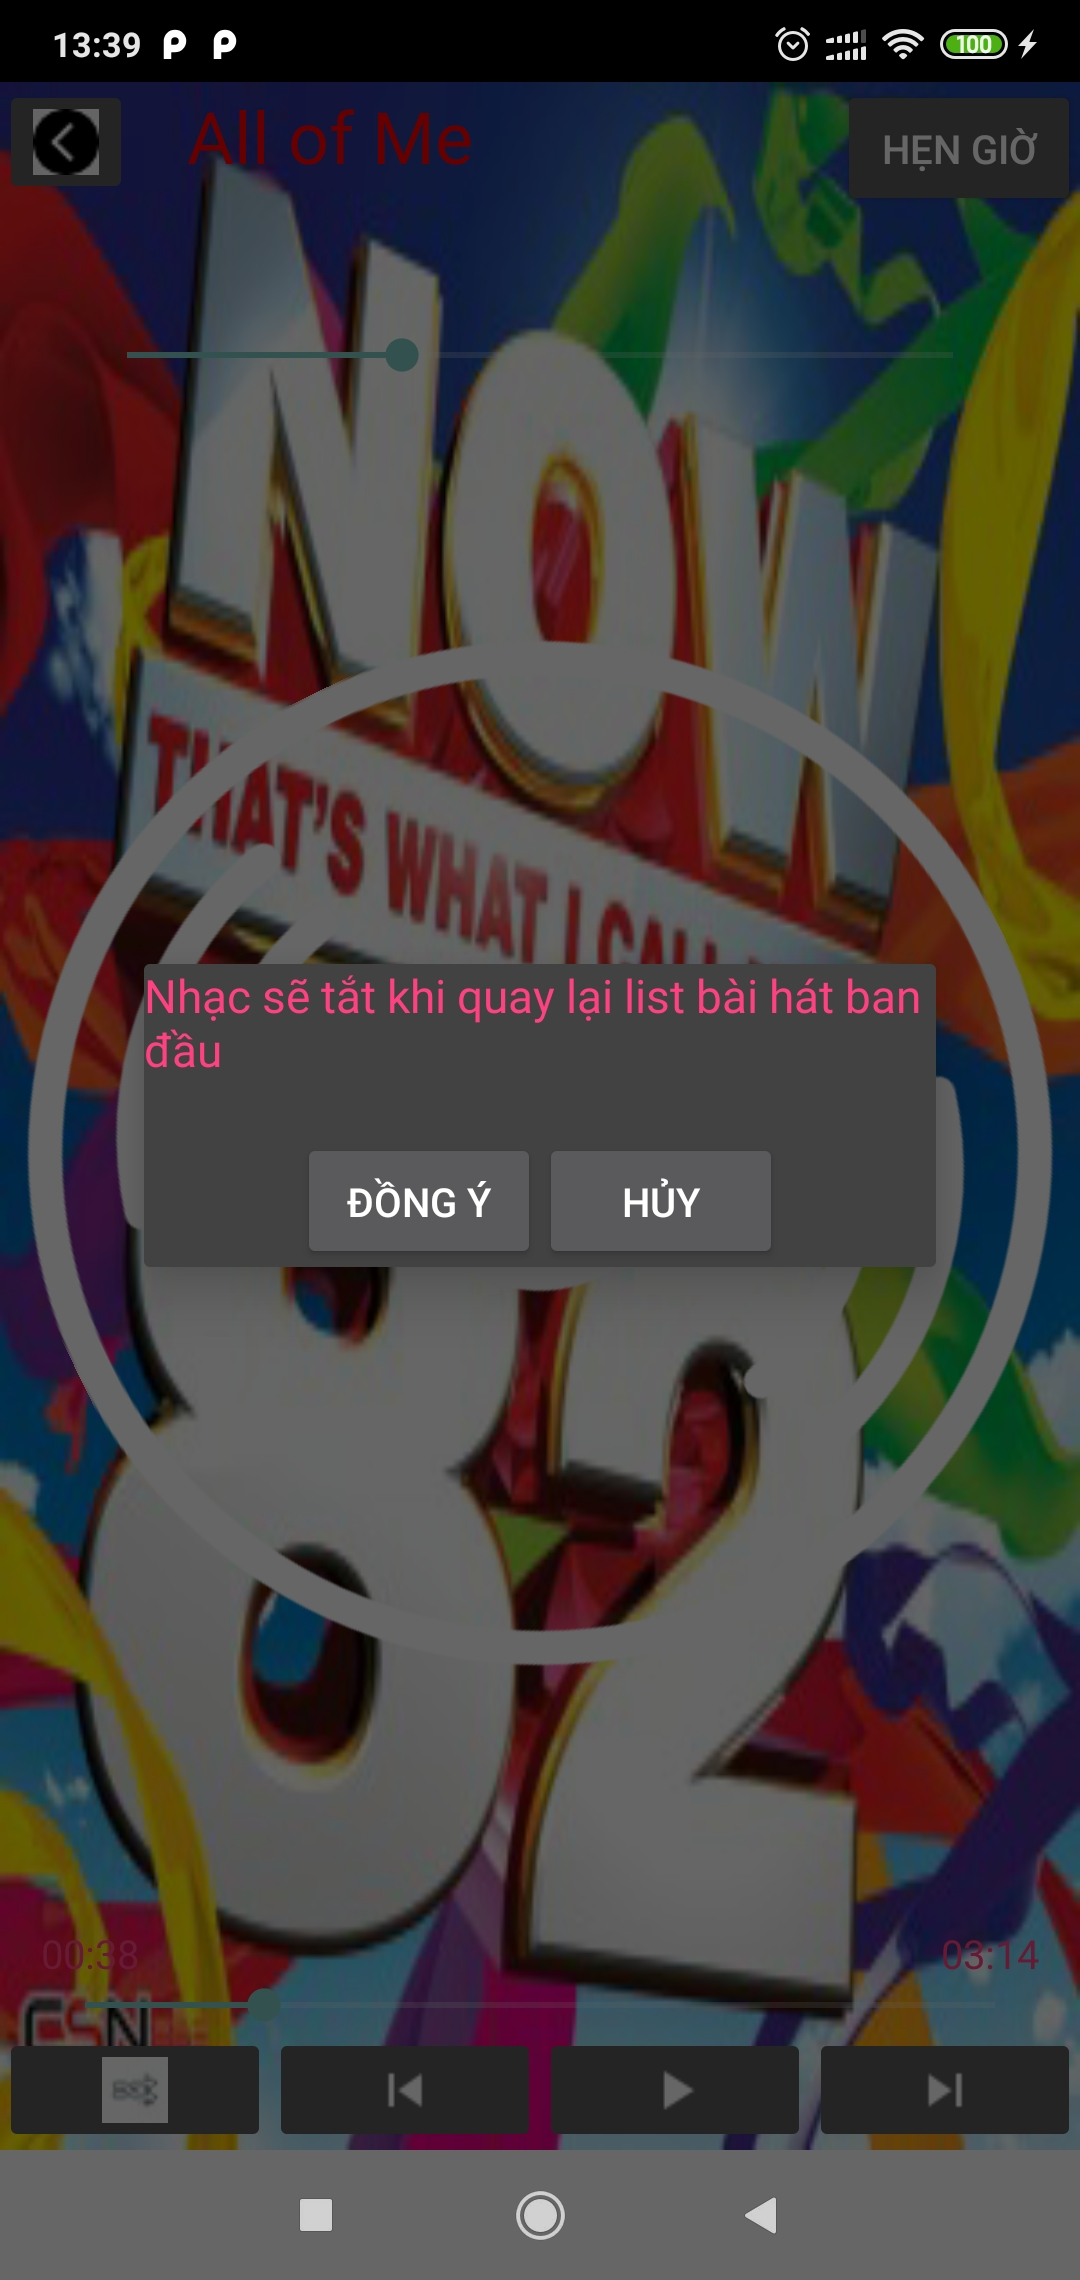 13:39
100
All of Me
HẸN GIỜ
NOW
THAT'S WHAT I CALL
Nhạc sẽ tắt khi quay lại list bài hát ban
đầu
ĐỒNG Ý
HỦY
82
00:38
03:14